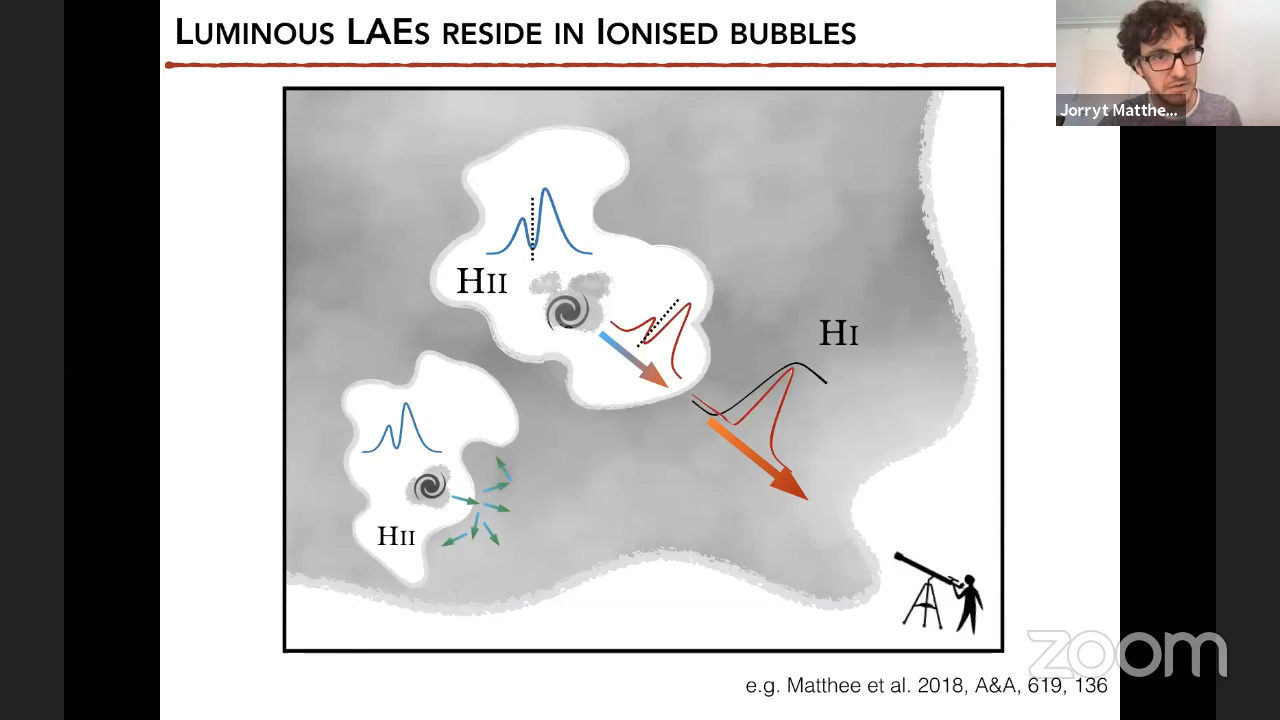 LUMINOUS LAES RESIDE IN IONISED BUBBLES
Jorryt Matthe...
HII
HI
HII
zoom
e.g. Matthee et al. 2018, A&A, 619, 136